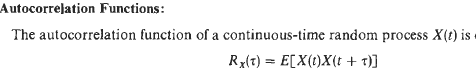 Autocorrelation Functions:
The autocorrelation function of a continuous-time random process X(t) is
R_X(τ) = E[X(t)X(t + τ)]